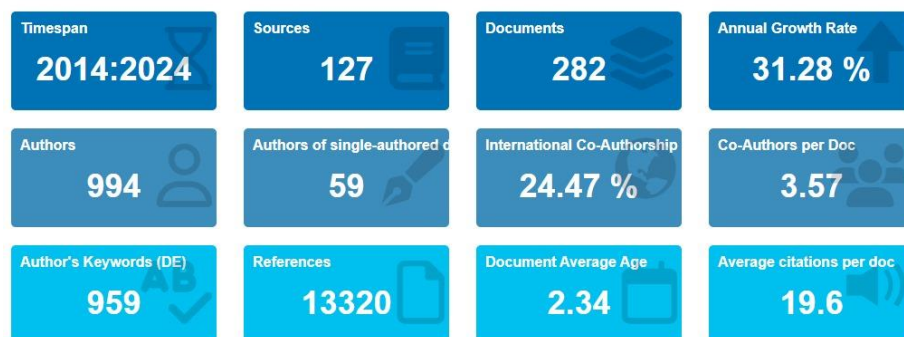 Timespan
2014:2024
Sources
127
Documents
282
Annual Growth Rate
31.28 %
Authors
994
Authors of single-authored d
59
International Co-Authorship
24.47 %
Co-Authors per Doc
3.57
Author's Keywords (DE)
959
AB
References
13320
Document Average Age
2.34
Average citations per doc
19.6